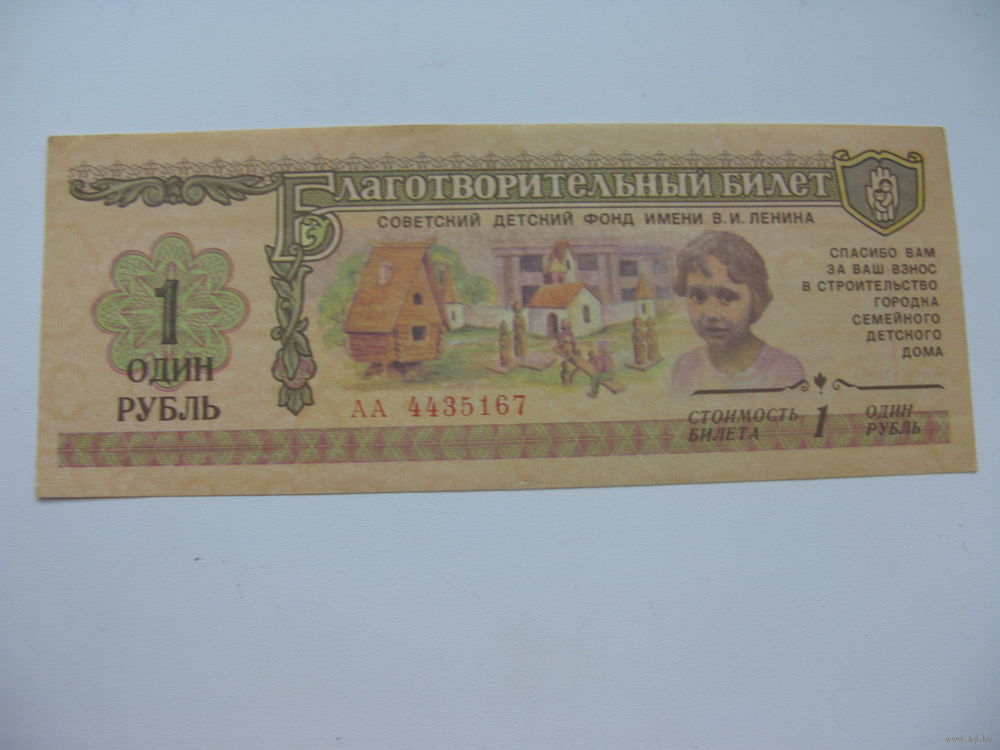 Благотворительный билет
СОВЕТСКИЙ ДЕТСКИЙ ФОНД ИМЕНИ В.И. ЛЕНИНА
1
ОДИН
РУБЛЬ
СПАСИБО ВАМ
ЗА ВАШ ВЗНОС
В СТРОИТЕЛЬСТВО
ГОРОДКА
СЕМЕЙНОГО
ДЕТСКОГО
ДОМА
АА 4435167
СТОИМОСТЬ
БИЛЕТА
1
ОДИН
РУБЛЬ
www.ay.by